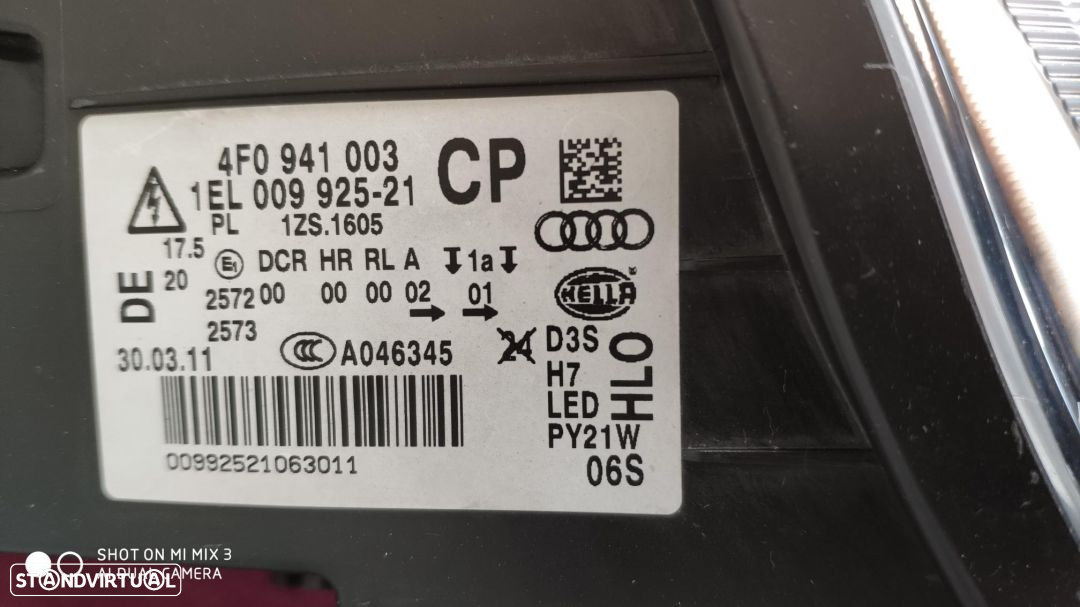 4F0 941 003 CP
1EL 009 925-21
PL 1ZS.1605
17.5
20
E1 DCR HR RL A 1a
2572 00 00 00 02 01
2573
DE
30.03.11
CCC A046345
24
HELLA
D3S
H7
LED
PY21W
06S
HLO
00992521063011
SHOT ON MI MIX 3
AI DUAL CAMERA
STANDVIRTUAL